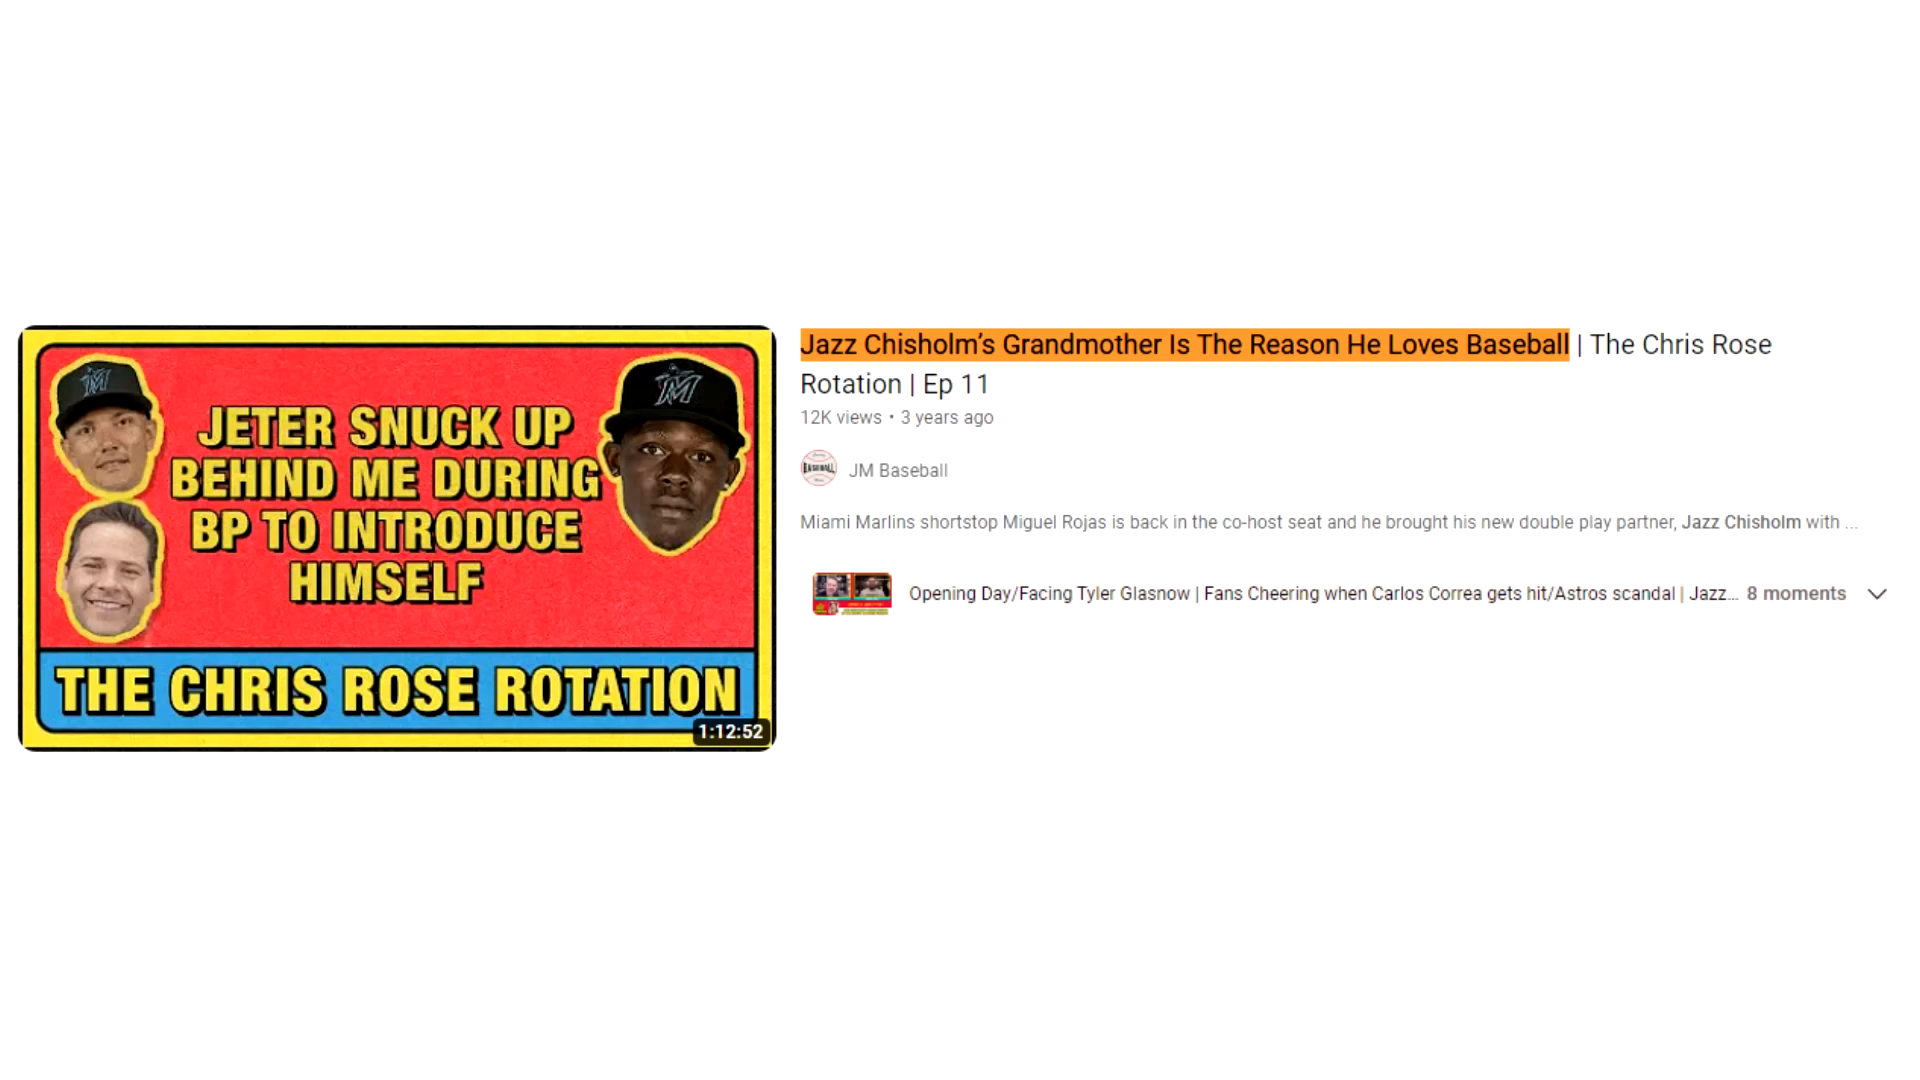 JETER SNUCK UP
BEHIND ME DURING
BP TO INTRODUCE
HIMSELF
THE CHRIS ROSE ROTATION
1:12:52
Jazz Chisholm’s Grandmother Is The Reason He Loves Baseball | The Chris Rose
Rotation | Ep 11
12K views • 3 years ago
BASEBALL
JM Baseball
Miami Marlins shortstop Miguel Rojas is back in the co-host seat and he brought his new double play partner, Jazz Chisholm with ...
Opening Day/Facing Tyler Glasnow | Fans Cheering when Carlos Correa gets hit/Astros scandal | Jazz... 8 moments